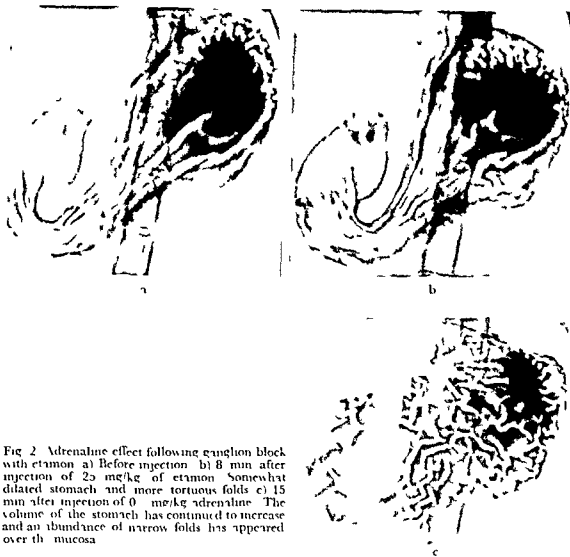 a
b
Fig 2 Adrenaline effect following ganglion block
with etamon a) Before injection b) 8 min after
injection of 25 mg/kg of etamon Somewhat
dilated stomach and more tortuous folds c) 15
min after injection of 0 mg/kg adrenaline The
volume of the stomach has continued to increase
and an abundance of narrow folds has appeared
over the mucosa
c